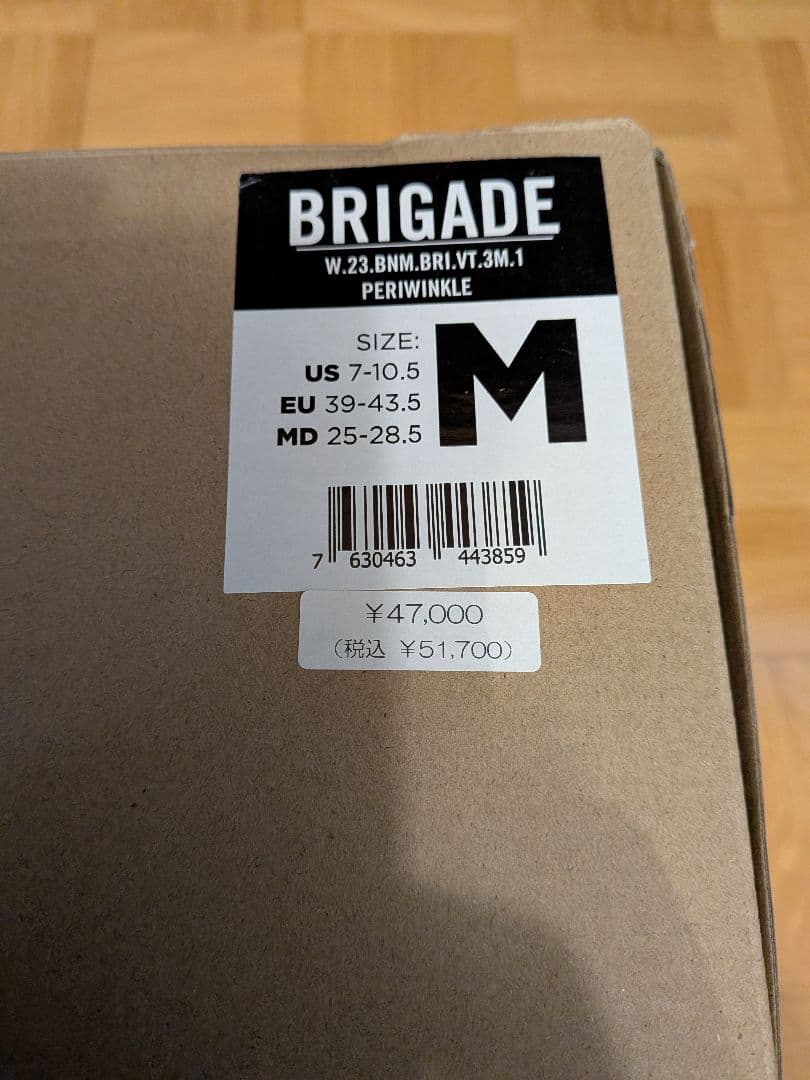 BRIGADE
W.23.BNM.BRI.VT.3M.1
PERIWINKLE
SIZE:
US 7-10.5
EU 39-43.5
MD 25-28.5
M
7 630463 443859
¥47,000
(税込 ¥51,700)